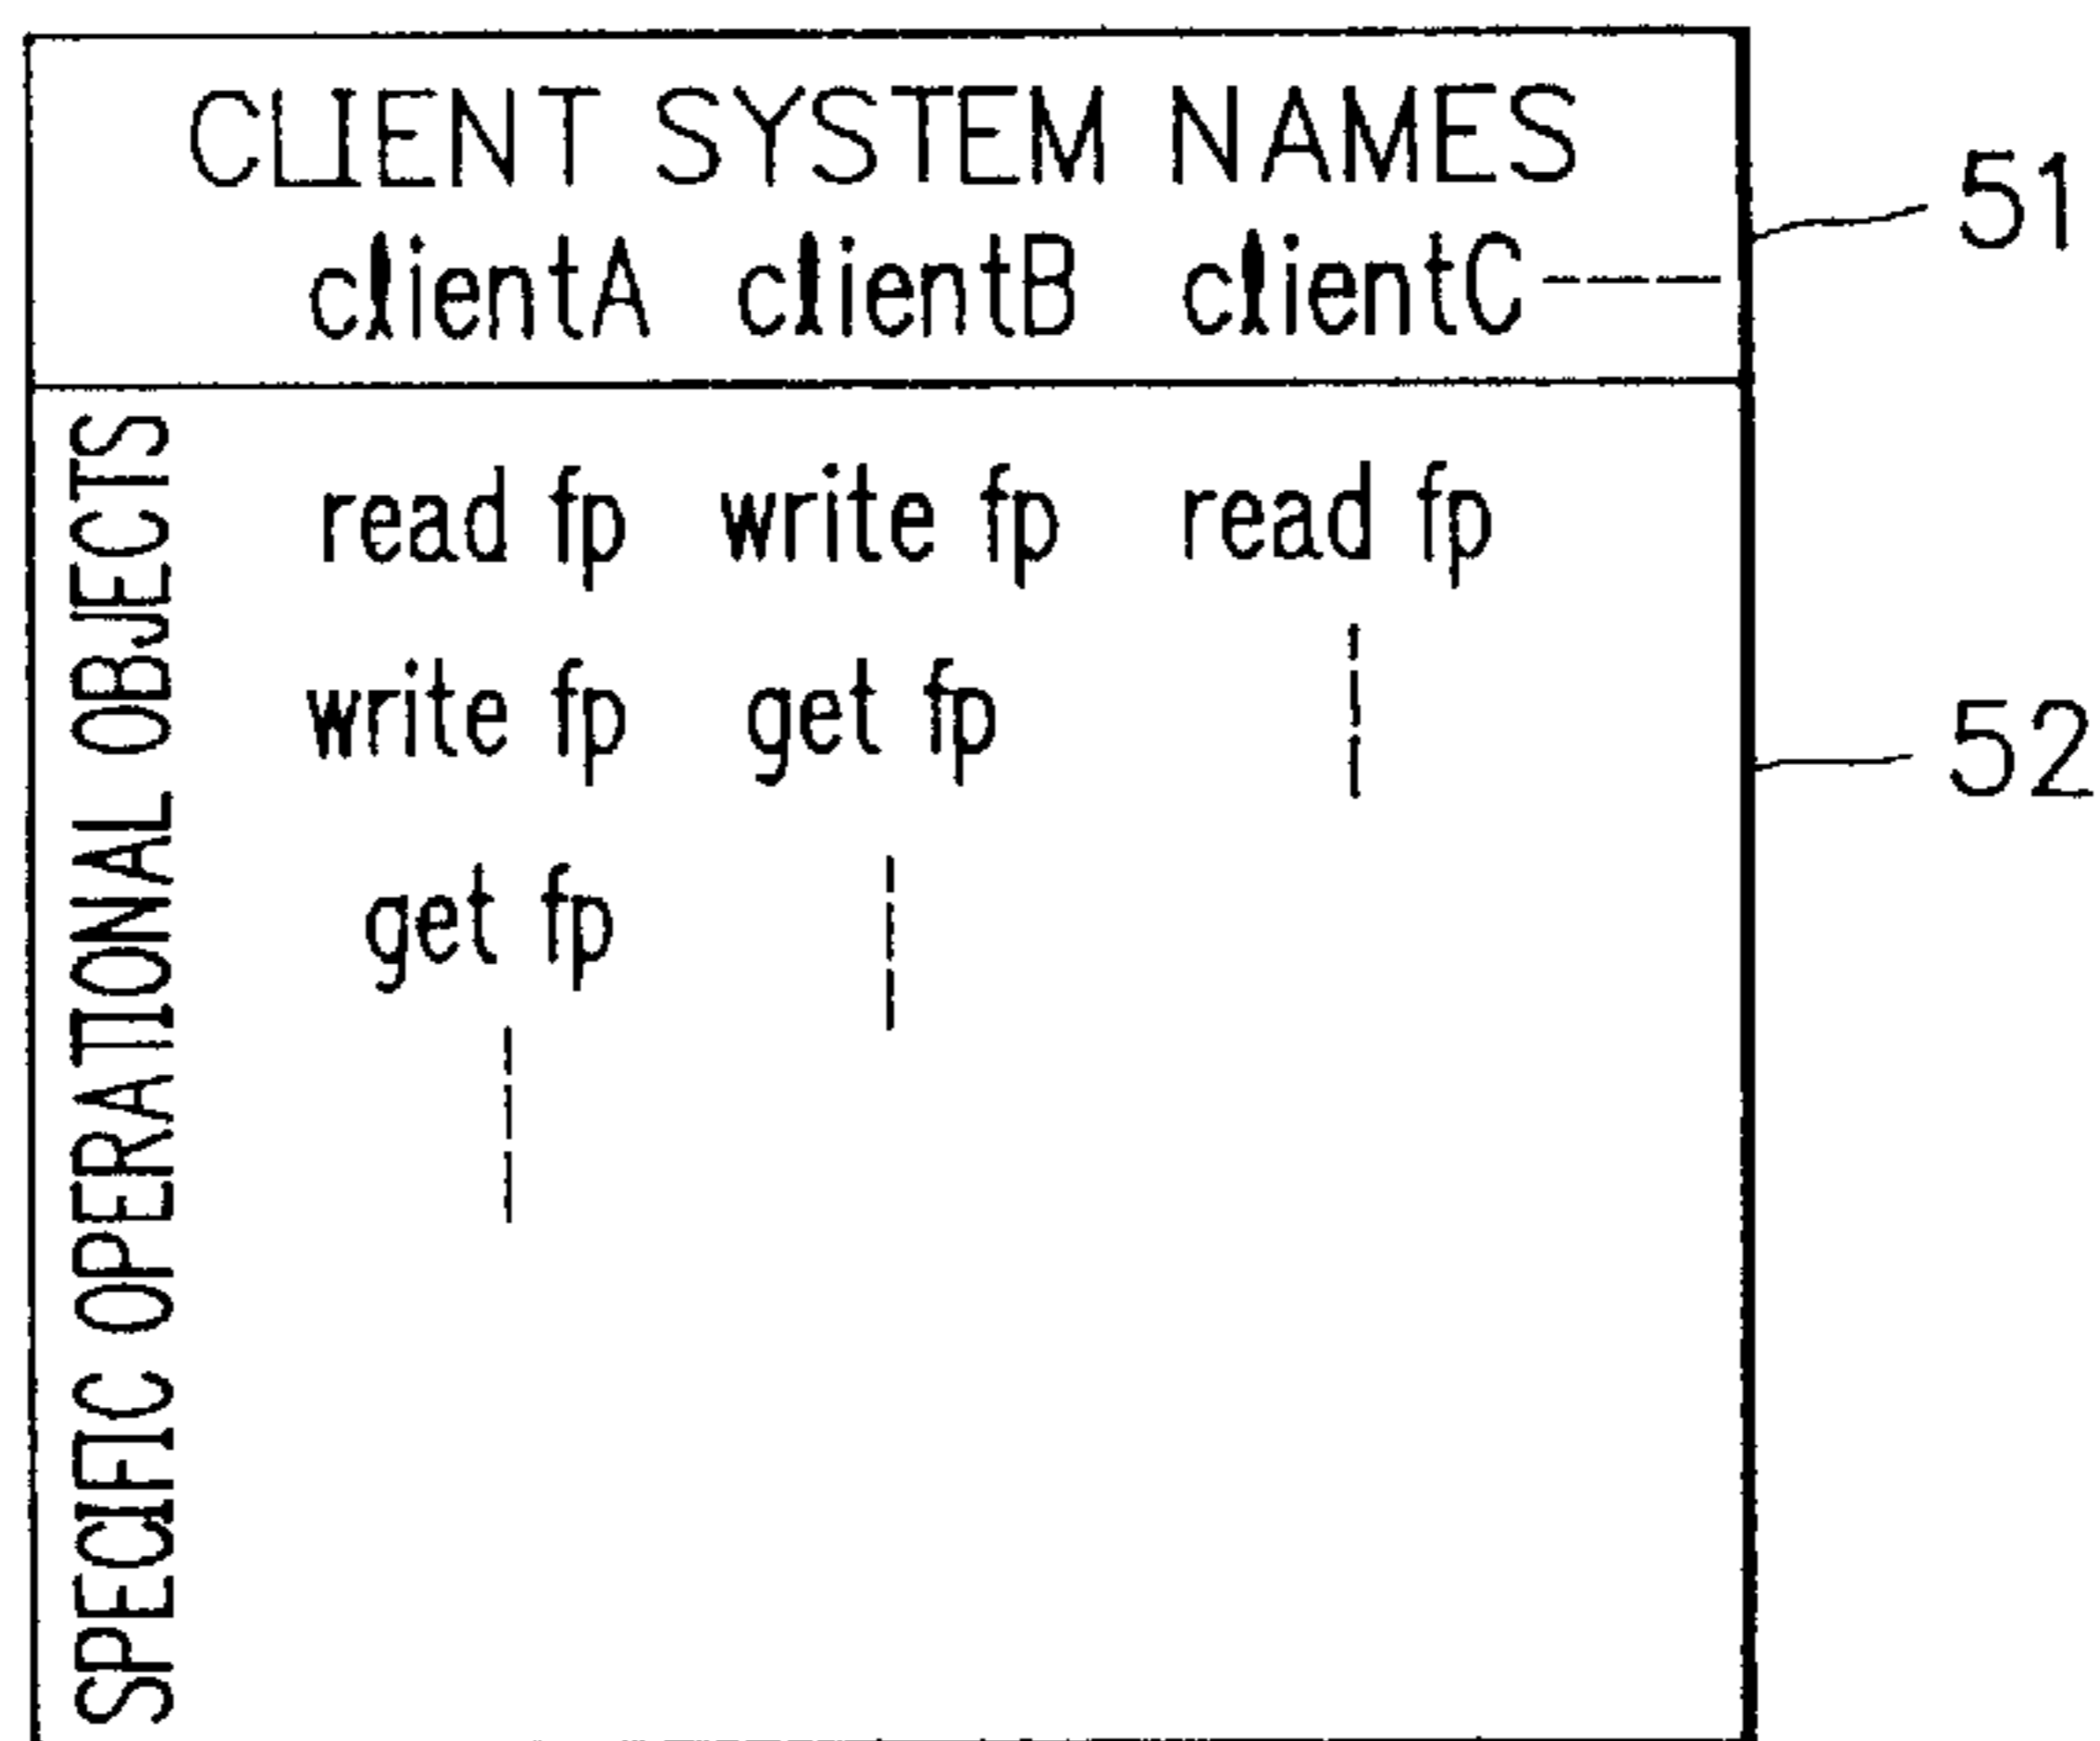 CLIENT SYSTEM NAMES
clientA clientB clientC
51
SPECIFIC OPERATIONAL OBJECTS
read fp write fp read fp
write fp get fp
52
get fp